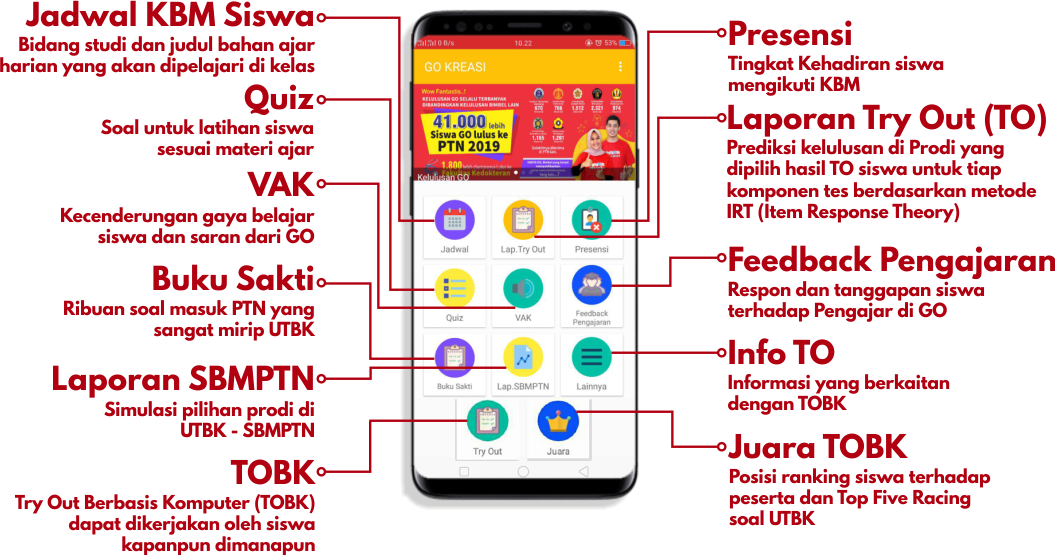 Jadwal KBM Siswa
Bidang studi dan judul bahan ajar
harian yang akan dipelajari di kelas
Quiz
Soal untuk latihan siswa
sesuai materi ajar
VAK
Kecenderungan gaya belajar
siswa dan saran dari GO
Buku Sakti
Ribuan soal masuk PTN yang
sangat mirip UTBK
Laporan SBMPTN
Simulasi pilihan prodi di
UTBK - SBMPTN
TOBK
Try Out Berbasis Komputer (TOBK)
dapat dikerjakan oleh siswa
kapanpun dimanapun
0 B/s 10.22 53%
GO KREASI
Wow Fantastis..!
KELULUSAN GO SELALU TERBANYAK
DIBANDINGKAN KELULUSAN BIMBEL LAIN
41.000 lebih
Siswa GO lulus ke
PTN 2019
1.800
Fakultas Kedokteran
Kelulusan GO
Jadwal
Lap.Try Out
Presensi
Quiz
VAK
Feedback
Pengajaran
Buku Sakti
Lap.SBMPTN
Lainnya
Try Out
Juara
Presensi
Tingkat Kehadiran siswa
mengikuti KBM
Laporan Try Out (TO)
Prediksi kelulusan di Prodi yang
dipilih hasil TO siswa untuk tiap
komponen tes berdasarkan metode
IRT (Item Response Theory)
Feedback Pengajaran
Respon dan tanggapan siswa
terhadap Pengajar di GO
Info TO
Informasi yang berkaitan
dengan TOBK
Juara TOBK
Posisi ranking siswa terhadap
peserta dan Top Five Racing
soal UTBK